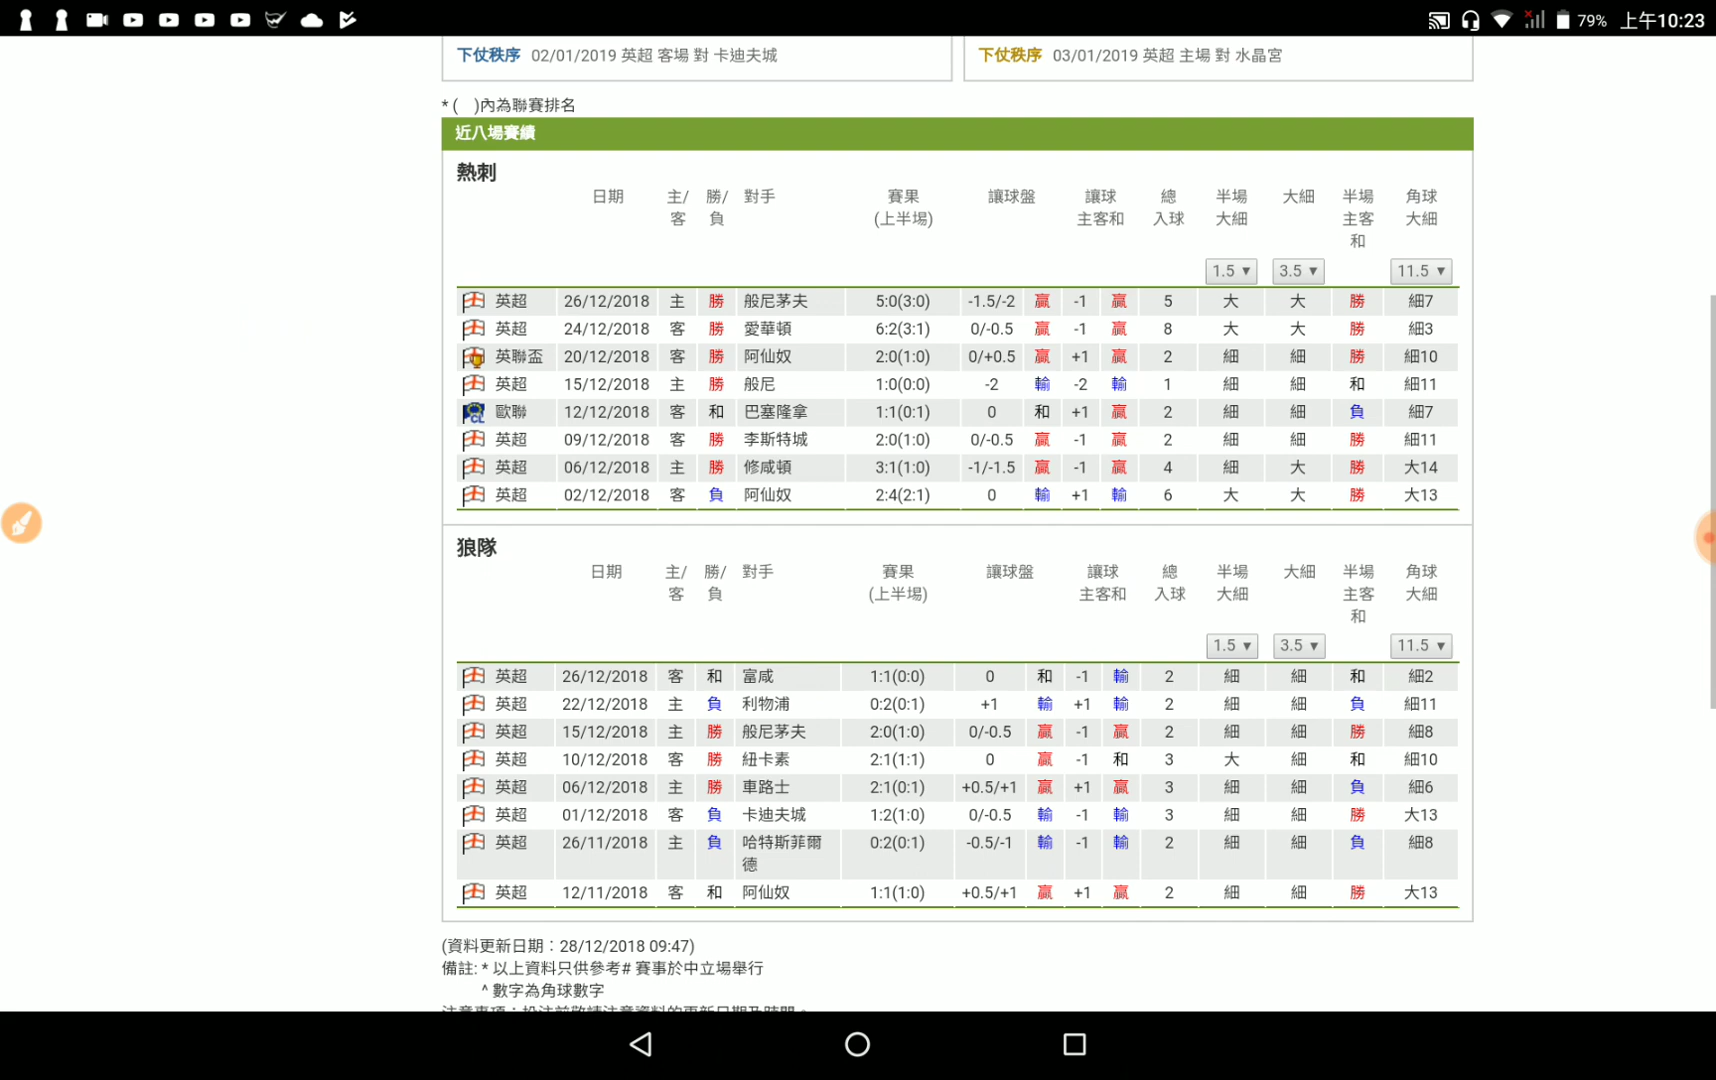 79% 上午10:23
下仗秩序 02/01/2019 英超 客場 對 卡迪夫城
下仗秩序 03/01/2019 英超 主場 對 水晶宮
* ( )內為聯賽排名
近八場賽績
熱刺
日期 主/客 勝/負 對手 賽果(上半場) 讓球盤 讓球主客和 總入球 半場大細 大細 半場主客和 角球大細
1.5 ▼ 3.5 ▼ 11.5 ▼
英超 26/12/2018 主 勝 般尼茅夫 5:0(3:0) -1.5/-2 贏 -1 贏 5 大 大 勝 細7
英超 24/12/2018 客 勝 愛華頓 6:2(3:1) 0/-0.5 贏 -1 贏 8 大 大 勝 細3
英聯盃 20/12/2018 客 勝 阿仙奴 2:0(1:0) 0/+0.5 贏 +1 贏 2 細 細 勝 細10
英超 15/12/2018 主 勝 般尼 1:0(0:0) -2 輸 -2 輸 1 細 細 和 細11
CL 歐聯 12/12/2018 客 和 巴塞隆拿 1:1(0:1) 0 和 +1 贏 2 細 細 負 細7
英超 09/12/2018 客 勝 李斯特城 2:0(1:0) 0/-0.5 贏 -1 贏 2 細 細 勝 細11
英超 06/12/2018 主 勝 修咸頓 3:1(1:0) -1/-1.5 贏 -1 贏 4 細 大 勝 大14
英超 02/12/2018 客 負 阿仙奴 2:4(2:1) 0 輸 +1 輸 6 大 大 勝 大13
狼隊
日期 主/客 勝/負 對手 賽果(上半場) 讓球盤 讓球主客和 總入球 半場大細 大細 半場主客和 角球大細
1.5 ▼ 3.5 ▼ 11.5 ▼
英超 26/12/2018 客 和 富咸 1:1(0:0) 0 和 -1 輸 2 細 細 和 細2
英超 22/12/2018 主 負 利物浦 0:2(0:1) +1 輸 +1 輸 2 細 細 負 細11
英超 15/12/2018 主 勝 般尼茅夫 2:0(1:0) 0/-0.5 贏 -1 贏 2 細 細 勝 細8
英超 10/12/2018 客 勝 紐卡素 2:1(1:1) 0 贏 -1 和 3 大 細 和 細10
英超 06/12/2018 主 勝 車路士 2:1(0:1) +0.5/+1 贏 +1 贏 3 細 細 負 細6
英超 01/12/2018 客 負 卡迪夫城 1:2(1:0) 0/-0.5 輸 -1 輸 3 細 細 勝 大13
英超 26/11/2018 主 負 哈特斯菲爾德 0:2(0:1) -0.5/-1 輸 -1 輸 2 細 細 負 細8
英超 12/11/2018 客 和 阿仙奴 1:1(1:0) +0.5/+1 贏 +1 贏 2 細 細 勝 大13
(資料更新日期：28/12/2018 09:47)
備註: * 以上資料只供參考# 賽事於中立場舉行
^ 數字為角球數字
注意事項：投注前敬請注意資料的更新日期及時間。